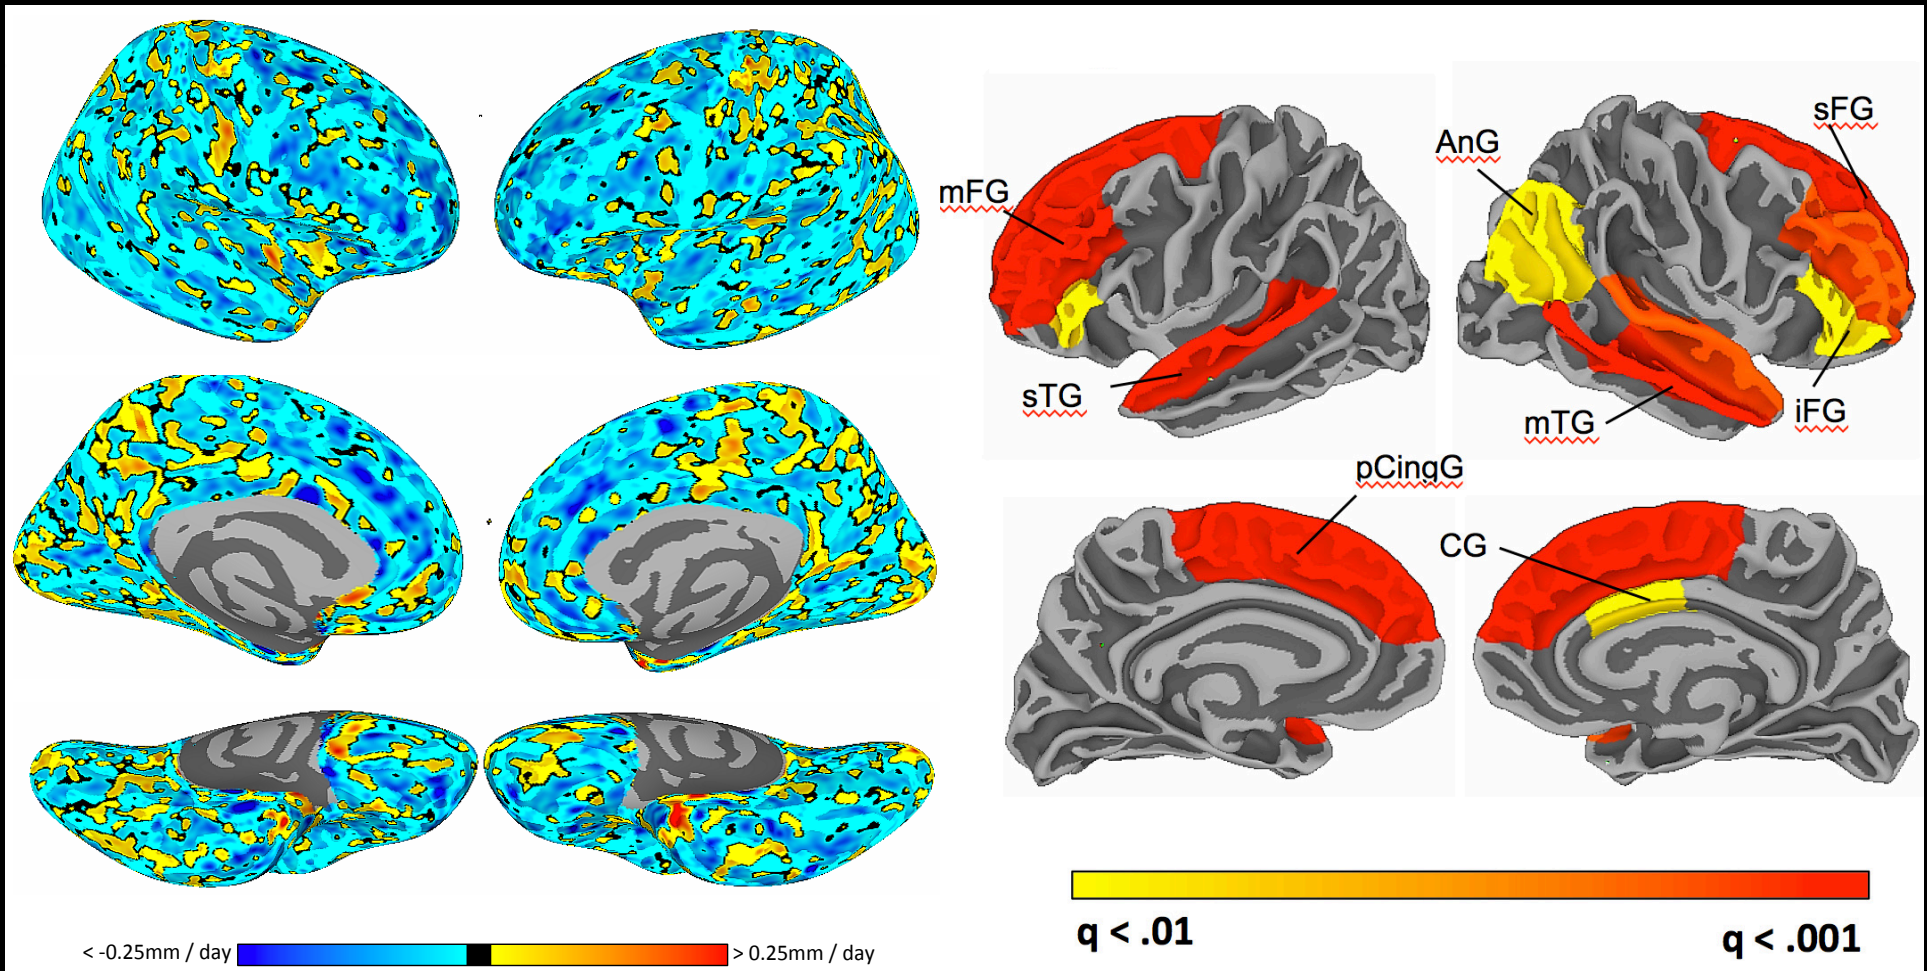 sFG
AnG
mFG
sTG
mTG
iFG
pCingG
CG
q < .01
q < .001
< -0.25mm / day
> 0.25mm / day